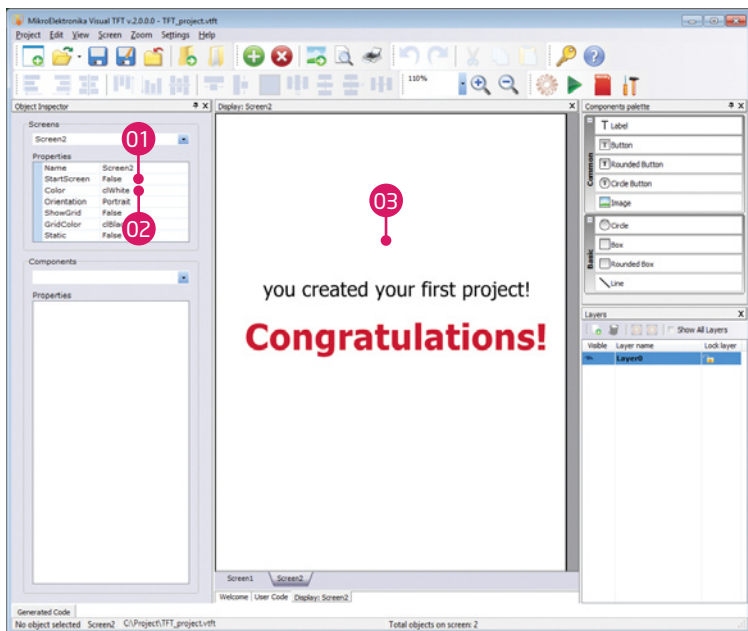 MikroElektronika Visual TFT v.2.0.0.0 - TFT_project.vtft
Project Edit View Screen Zoom Settings Help
110%
Object Inspector
Screens
Screen2
Properties
Name Screen2
StartScreen False
Color clWhite
Orientation Portrait
ShowGrid False
GridColor
Static False
01
02
Components
Properties
Display: Screen2
03
you created your first project!
Congratulations!
Screen1 Screen2
Welcome User Code Display: Screen2
Components palette
Common
T Label
T Button
T Rounded Button
T Circle Button
Image
Basic
Circle
Box
Rounded Box
Line
Layers
Show All Layers
Visible Layer name Lock layer
Layer0
Generated Code
No object selected Screen2 C:\Project\TFT_project.vtft Total objects on screen: 2